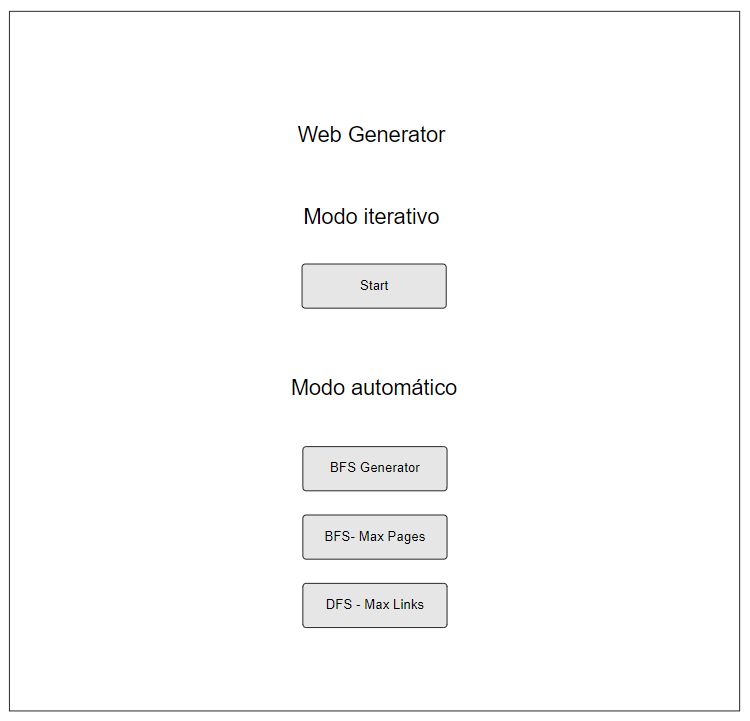 Web Generator
Modo iterativo
Start
Modo automático
BFS Generator
BFS- Max Pages
DFS - Max Links